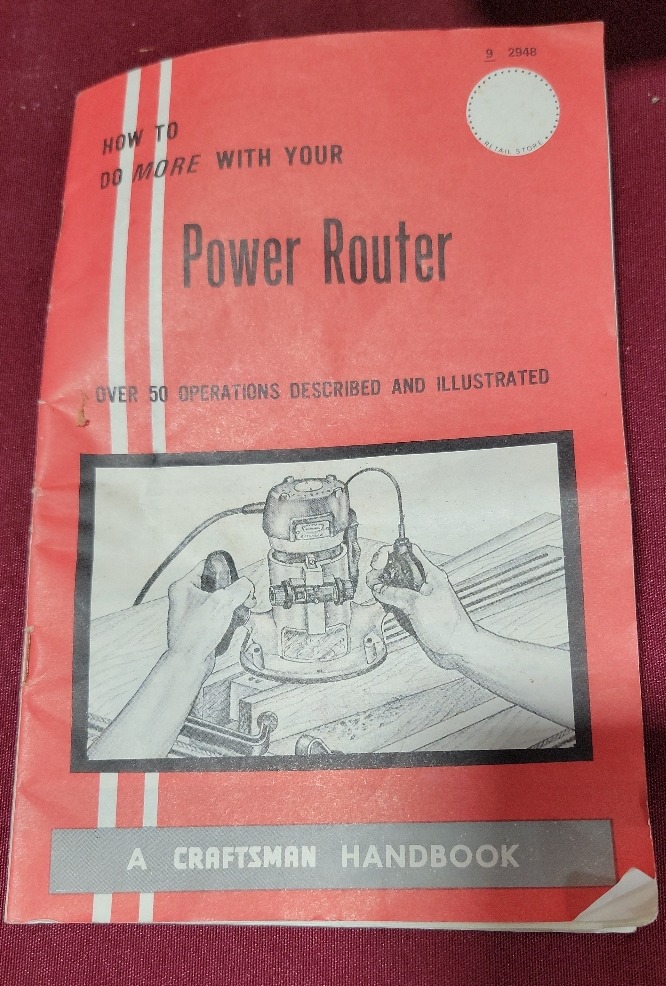 9 2948
RETAIL STORE
HOW TO
DO MORE WITH YOUR
Power Router
OVER 50 OPERATIONS DESCRIBED AND ILLUSTRATED
A CRAFTSMAN HANDBOOK